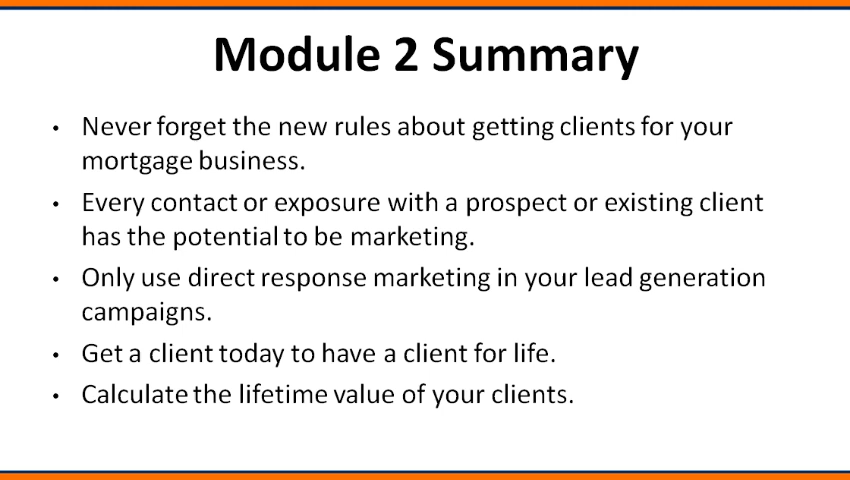 Module 2 Summary
• Never forget the new rules about getting clients for your
mortgage business.
• Every contact or exposure with a prospect or existing client
has the potential to be marketing.
• Only use direct response marketing in your lead generation
campaigns.
• Get a client today to have a client for life.
• Calculate the lifetime value of your clients.